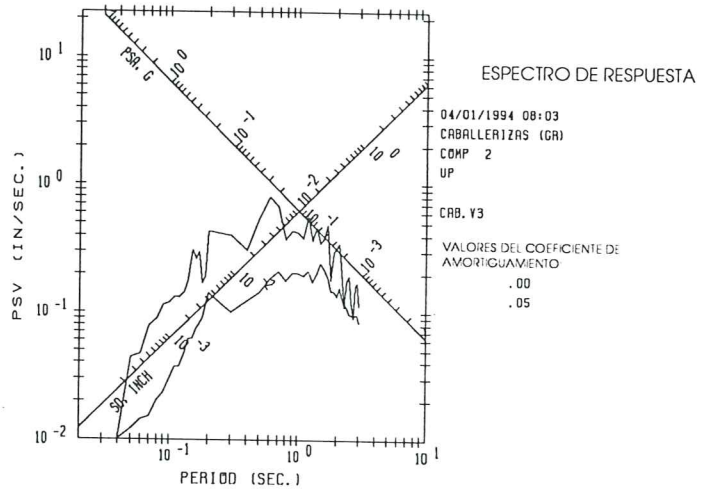 ESPECTRO DE RESPUESTA
04/01/1994 08:03
CABALLERIZAS (GR)
COMP 2
UP
CAB.V3
VALORES DEL COEFICIENTE DE
AMORTIGUAMIENTO
.00
.05
PSV (IN/SEC.)
10 1
10 0
10 -1
10 -2
PSA, G
10 0
10 -1
10 -2
10 -3
SD, INCH
10 -3
10 -2
10 -1
10 0
10 -1
10 0
10 1
PERIOD (SEC.)